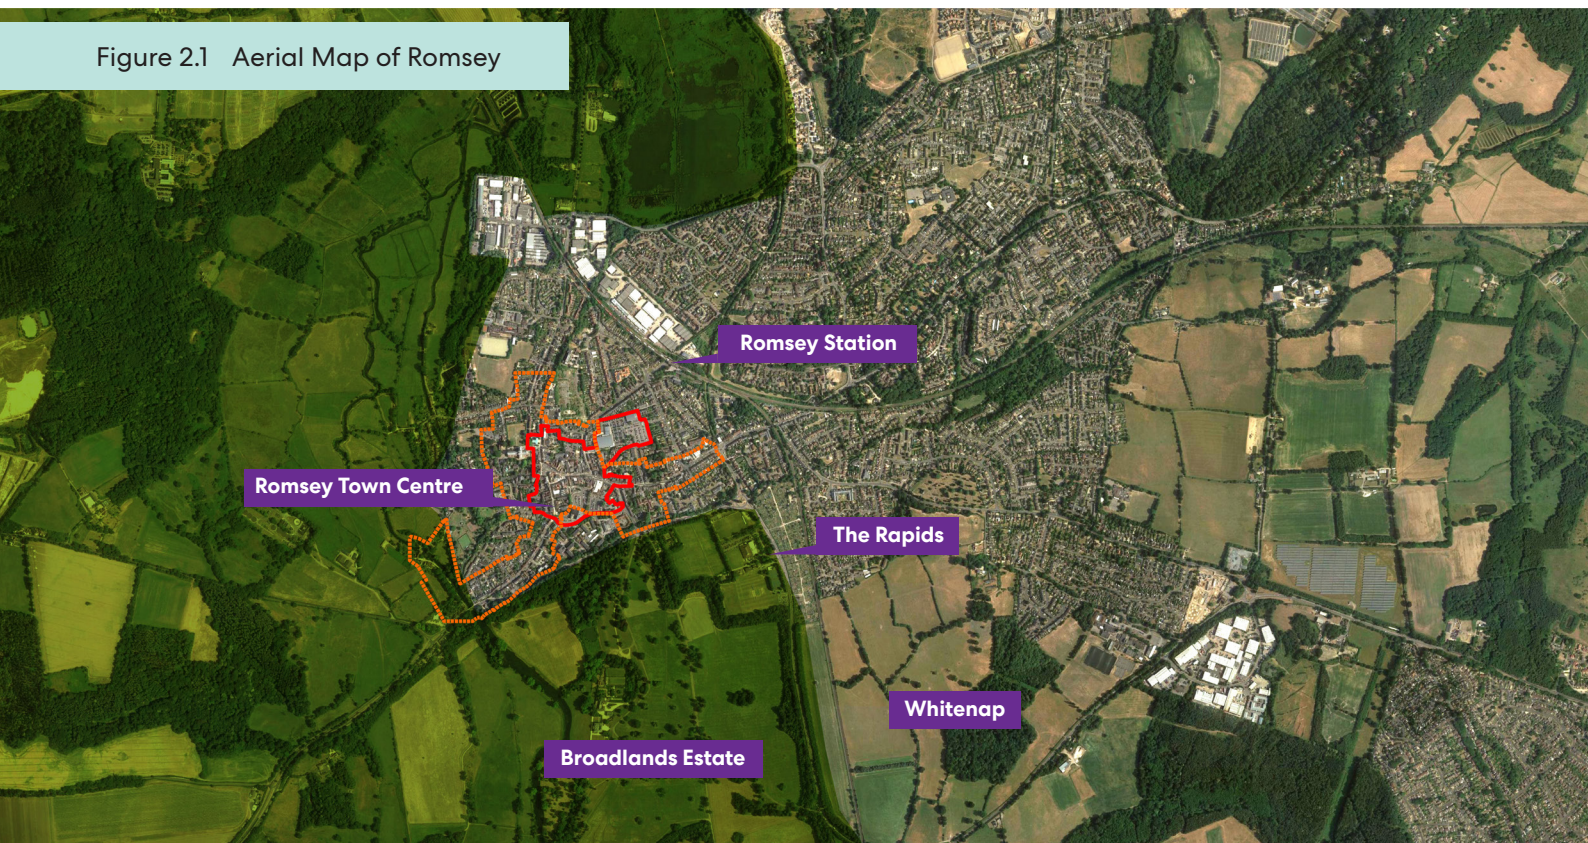 Figure 2.1 Aerial Map of Romsey
Romsey Station
Romsey Town Centre
The Rapids
Whitenap
Broadlands Estate